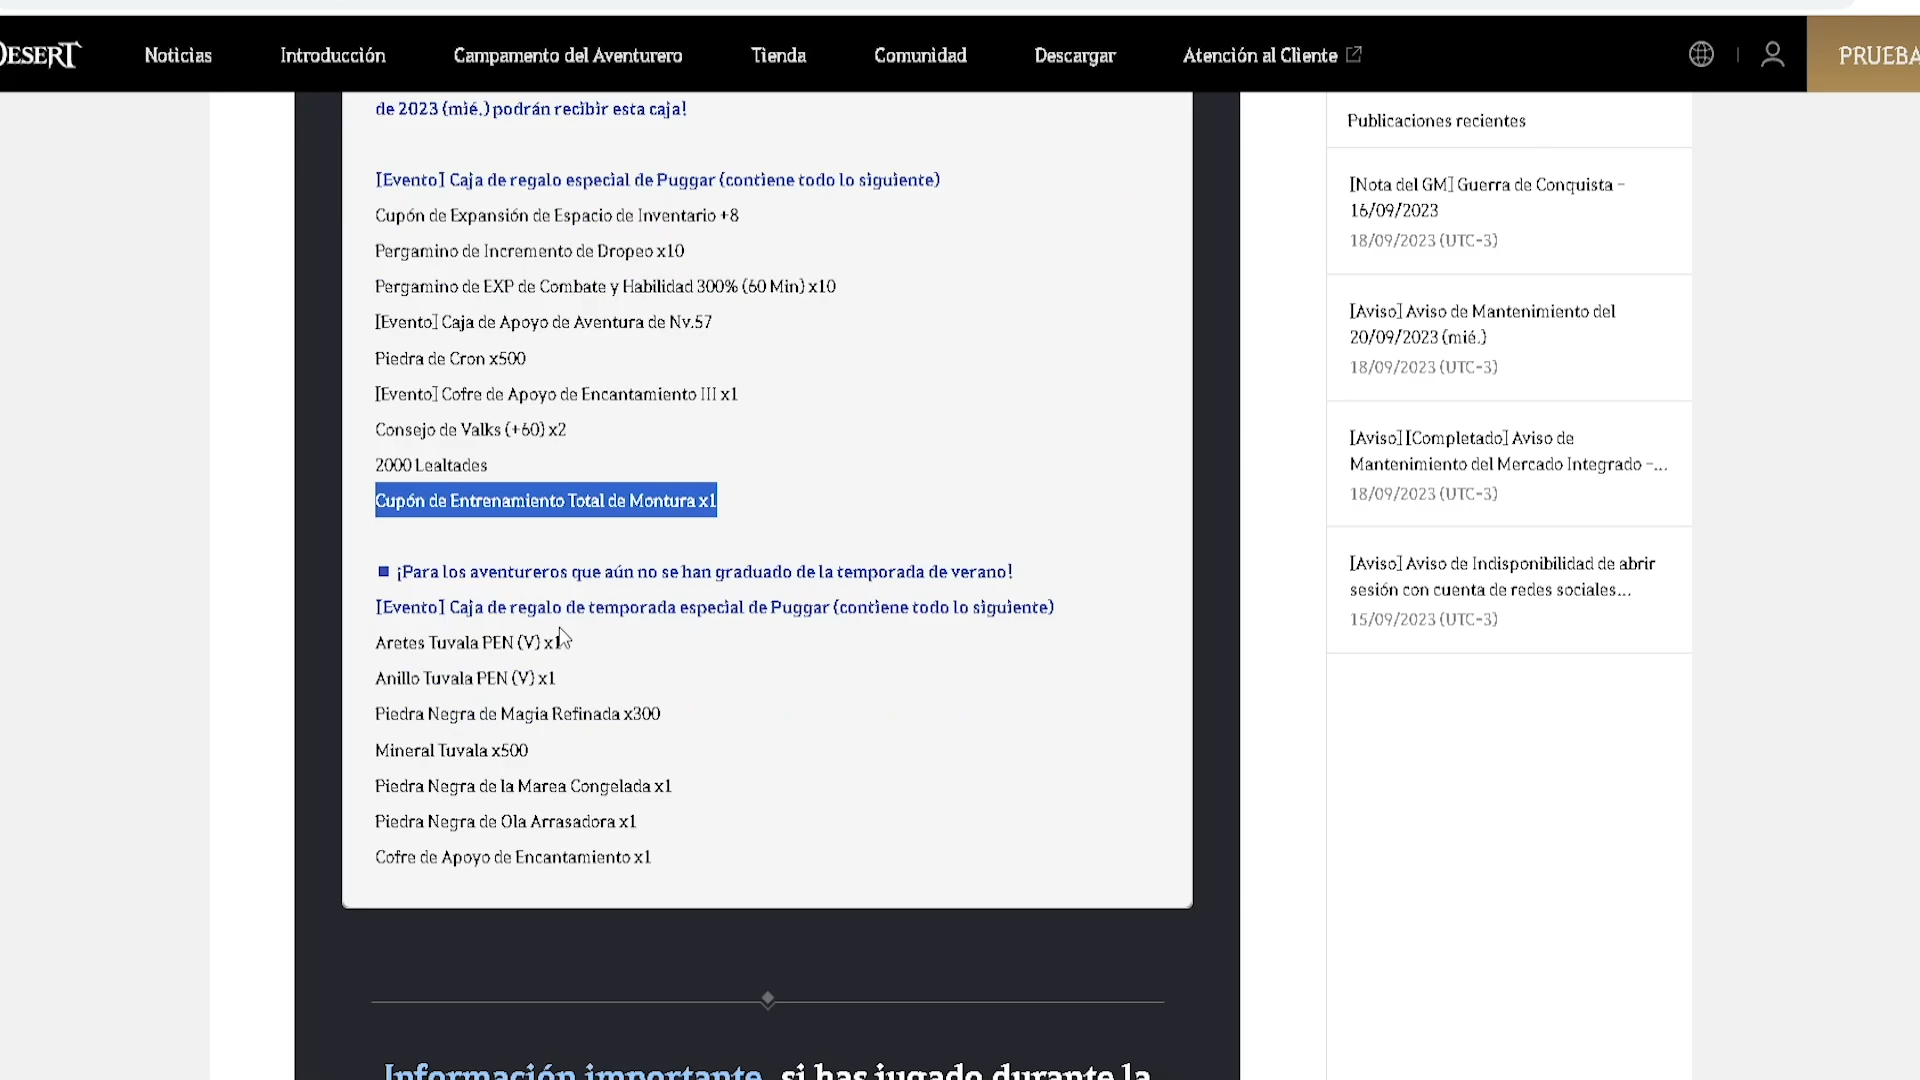 DESERT
Noticias
Introducción
Campamento del Aventurero
Tienda
Comunidad
Descargar
Atención al Cliente
PRUEBA
de 2023 (mié.) podrán recibir esta caja!
[Evento] Caja de regalo especial de Puggar (contiene todo lo siguiente)
Cupón de Expansión de Espacio de Inventario +8
Pergamino de Incremento de Dropeo x10
Pergamino de EXP de Combate y Habilidad 300% (60 Min) x10
[Evento] Caja de Apoyo de Aventura de Nv.57
Piedra de Cron x500
[Evento] Cofre de Apoyo de Encantamiento III x1
Consejo de Valks (+60) x2
2000 Lealtades
Cupón de Entrenamiento Total de Montura x1
■ ¡Para los aventureros que aún no se han graduado de la temporada de verano!
[Evento] Caja de regalo de temporada especial de Puggar (contiene todo lo siguiente)
Aretes Tuvala PEN (V) x1
Anillo Tuvala PEN (V) x1
Piedra Negra de Magia Refinada x300
Mineral Tuvala x500
Piedra Negra de la Marea Congelada x1
Piedra Negra de Ola Arrasadora x1
Cofre de Apoyo de Encantamiento x1
Información importante, si has jugado durante la
Publicaciones recientes
[Nota del GM] Guerra de Conquista -
16/09/2023
18/09/2023 (UTC-3)
[Aviso] Aviso de Mantenimiento del
20/09/2023 (mié.)
18/09/2023 (UTC-3)
[Aviso] [Completado] Aviso de
Mantenimiento del Mercado Integrado -...
18/09/2023 (UTC-3)
[Aviso] Aviso de Indisponibilidad de abrir
sesión con cuenta de redes sociales...
15/09/2023 (UTC-3)